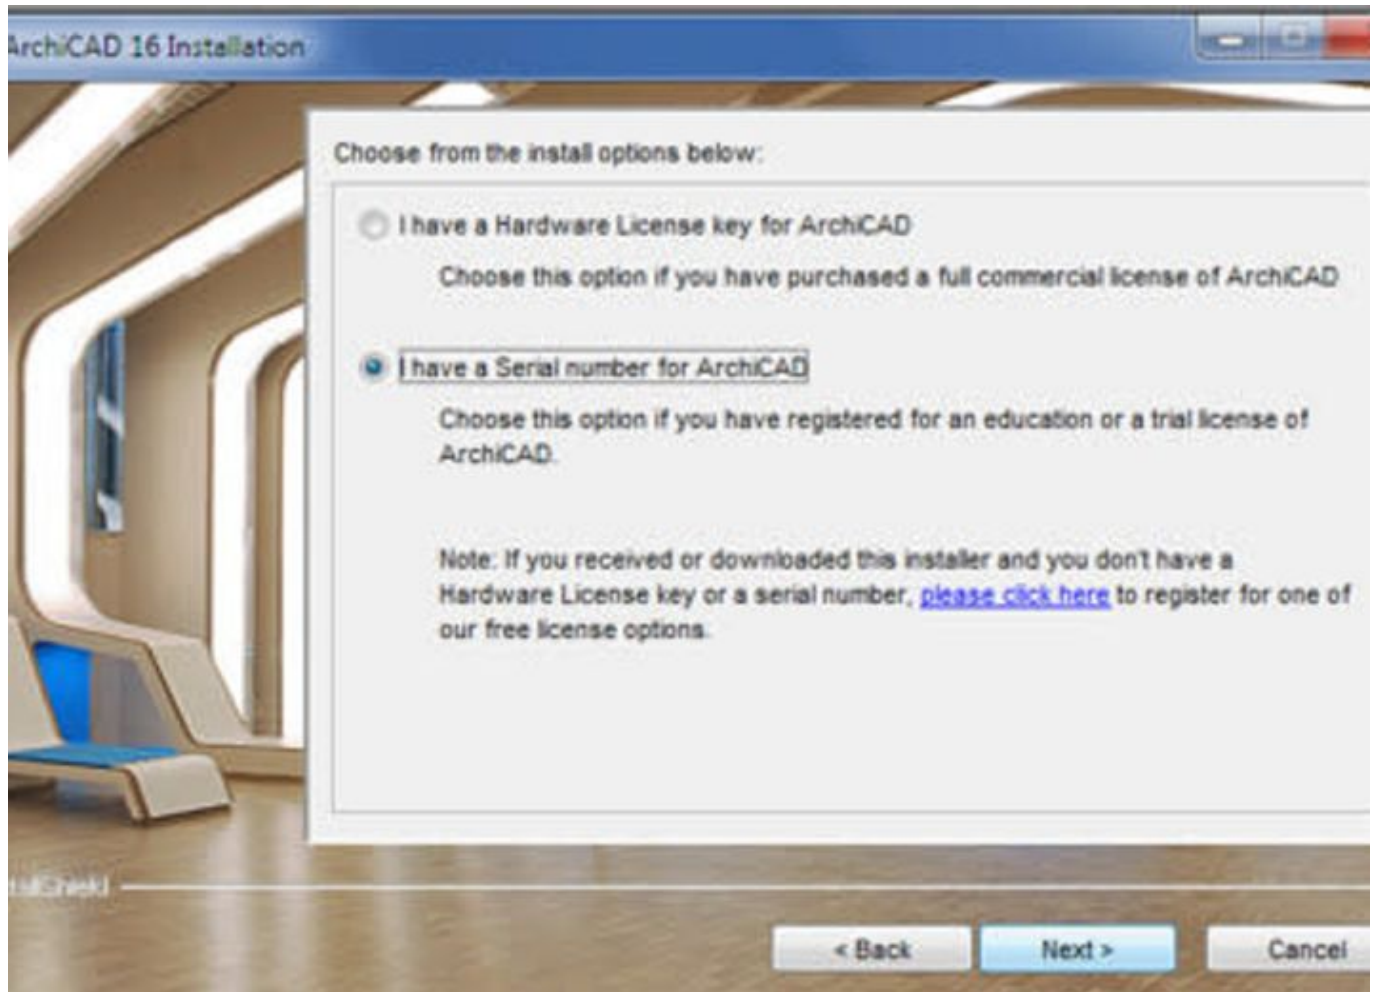 ArchiCAD 16 Installation
Choose from the install options below:
I have a Hardware License key for ArchiCAD
Choose this option if you have purchased a full commercial license of ArchiCAD
I have a Serial number for ArchiCAD
Choose this option if you have registered for an education or a trial license of
ArchiCAD.
Note: If you received or downloaded this installer and you don't have a
Hardware License key or a serial number, please click here to register for one of
our free license options.
tallShield
< Back
Next >
Cancel